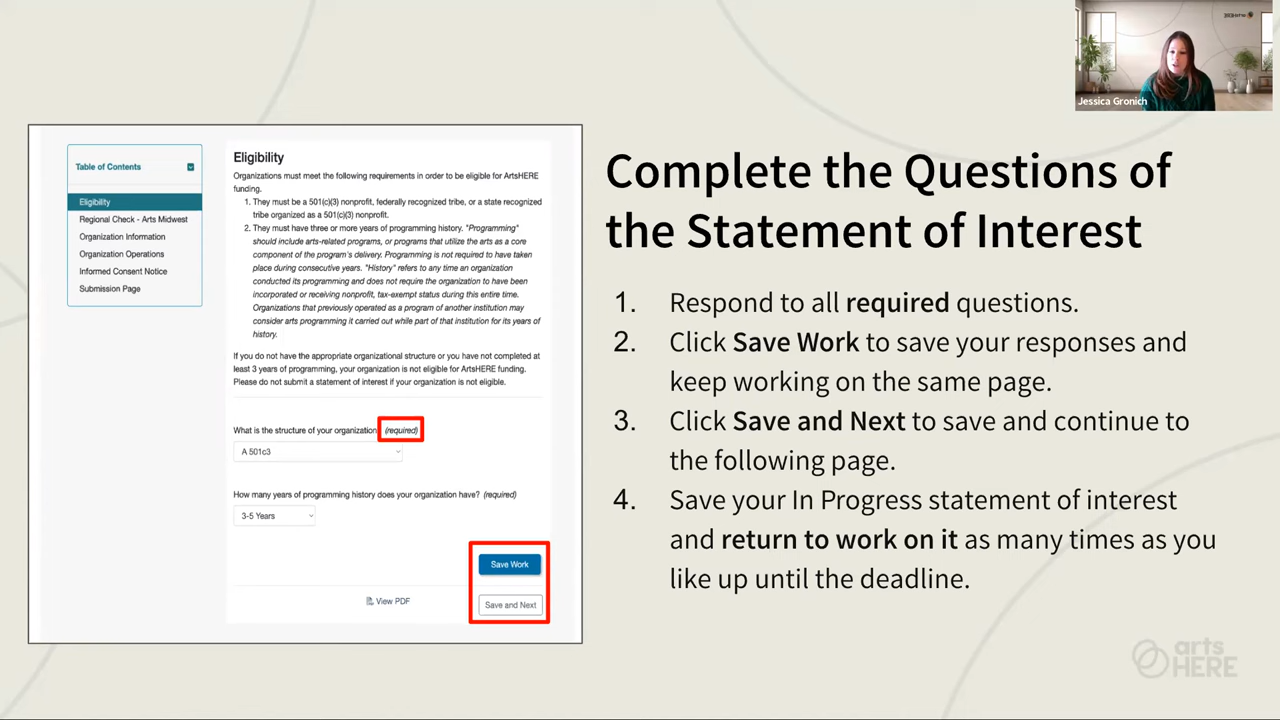 Jessica Gronich
Table of Contents
Eligibility
Regional Check - Arts Midwest
Organization Information
Organization Operations
Informed Consent Notice
Submission Page
Eligibility
Organizations must meet the following requirements in order to be eligible for ArtsHERE
funding.
1. They must be a 501(c)(3) nonprofit, federally recognized tribe, or a state recognized
tribe organized as a 501(c)(3) nonprofit.
2. They must have three or more years of programming history. "Programming"
should include arts-related programs, or programs that utilize the arts as a core
component of the program's delivery. Programming is not required to have taken
place during consecutive years. "History" refers to any time an organization
conducted its programming and does not require the organization to have been
incorporated or receiving nonprofit, tax-exempt status during this entire time.
Organizations that previously operated as a program of another institution may
consider arts programming it carried out while part of that institution for its years of
history.
If you do not have the appropriate organizational structure or you have not completed at
least 3 years of programming, your organization is not eligible for ArtsHERE funding.
Please do not submit a statement of interest if your organization is not eligible.
What is the structure of your organization (required)
A 501c3
How many years of programming history does your organization have? (required)
3-5 Years
Save Work
View PDF
Save and Next
Complete the Questions of
the Statement of Interest
1. Respond to all required questions.
2. Click Save Work to save your responses and
keep working on the same page.
3. Click Save and Next to save and continue to
the following page.
4. Save your In Progress statement of interest
and return to work on it as many times as you
like up until the deadline.
arts
HERE